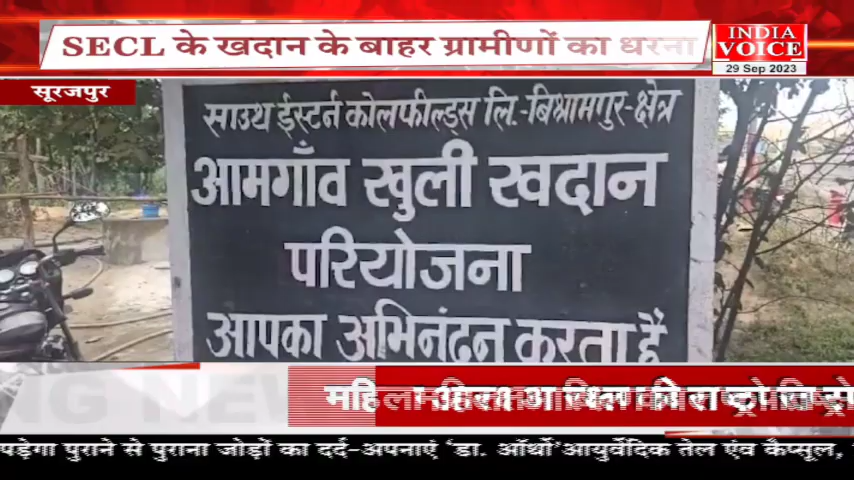 SECL के खदान के बाहर ग्रामीणों का धरना
INDIA
VOICE
29 Sep 2023
सूरजपुर
साउथ ईस्टर्न कोलफील्ड्स लि.-बिश्रामगुर-क्षेत्र
आमगाँव खुली खदान
परियोजना
आपका अभिनंदन करता है
पड़ेगा पुराने से पुराना जोड़ों का दर्द-अपनाएं 'डा. ऑर्थो' आयुर्वेदिक तेल एंव कैप्सूल,